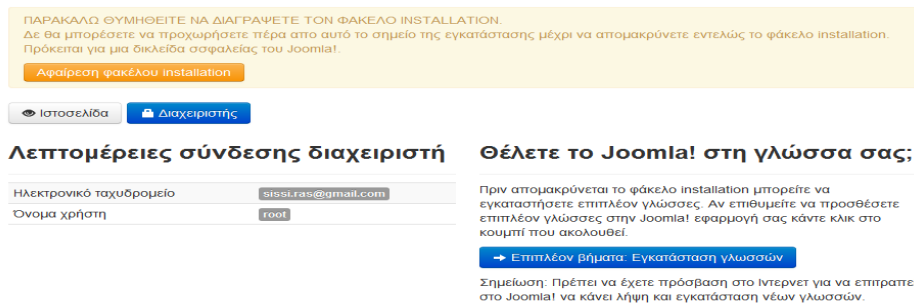 ΠΑΡΑΚΑΛΩ ΘΥΜΗΘΕΙΤΕ ΝΑ ΔΙΑΓΡΑΨΕΤΕ ΤΟΝ ΦΑΚΕΛΟ INSTALLATION.
Δε θα μπορέσετε να προχωρήσετε πέρα απο αυτό το σημείο της εγκατάστασης μέχρι να απομακρύνετε εντελώς το φάκελο installation.
Πρόκειται για μια δικλείδα ασφαλείας του Joomla!.
Αφαίρεση φακέλου installation
Ιστοσελίδα
Διαχειριστής
Λεπτομέρειες σύνδεσης διαχειριστή
Ηλεκτρονικό ταχυδρομείο sissi.ras@gmail.com
Όνομα χρήστη root
Θέλετε το Joomla! στη γλώσσα σας;
Πριν απομακρύνεται το φάκελο installation μπορείτε να
εγκαταστήσετε επιπλέον γλώσσες. Αν επιθυμείτε να προσθέσετε
επιπλέον γλώσσες στην Joomla! εφαρμογή σας κάντε κλικ στο
κουμπί που ακολουθεί.
Επιπλέον βήματα: Εγκατάσταση γλωσσών
Σημείωση: Πρέπει να έχετε πρόσβαση στο Ιντερνετ για να επιτραπε
στο Joomla! να κάνει λήψη και εγκατάσταση νέων γλωσσών.